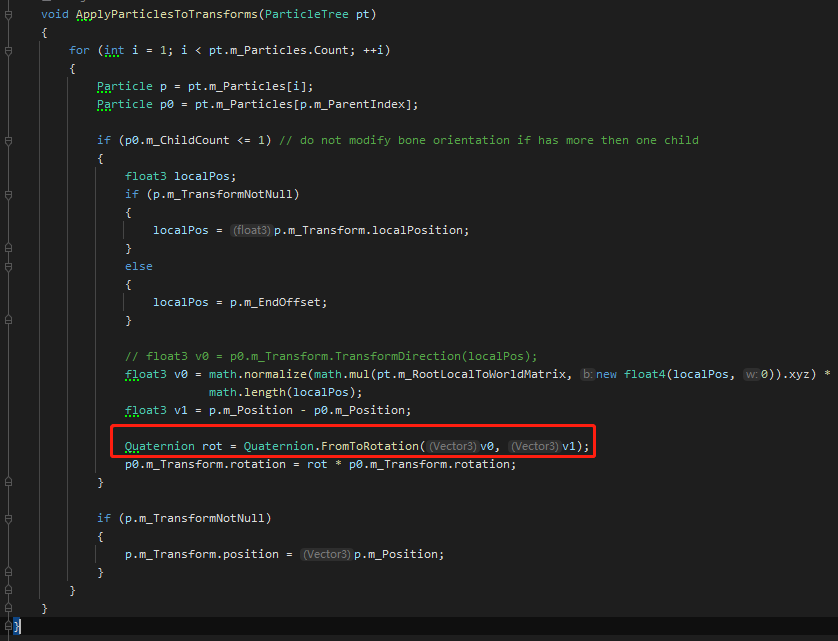 void ApplyParticlesToTransforms(ParticleTree pt)
{
for (int i = 1; i < pt.m_Particles.Count; ++i)
{
Particle p = pt.m_Particles[i];
Particle p0 = pt.m_Particles[p.m_ParentIndex];
if (p0.m_ChildCount <= 1) // do not modify bone orientation if has more then one child
{
float3 localPos;
if (p.m_TransformNotNull)
{
localPos = (float3)p.m_Transform.localPosition;
}
else
{
localPos = p.m_EndOffset;
}
// float3 v0 = p0.m_Transform.TransformDirection(localPos);
float3 v0 = math.normalize(math.mul(pt.m_RootLocalToWorldMatrix, b:new float4(localPos, w:0)).xyz) *
math.length(localPos);
float3 v1 = p.m_Position - p0.m_Position;
Quaternion rot = Quaternion.FromToRotation((Vector3)v0, (Vector3)v1);
p0.m_Transform.rotation = rot * p0.m_Transform.rotation;
}
if (p.m_TransformNotNull)
{
p.m_Transform.position = (Vector3)p.m_Position;
}
}
}
}